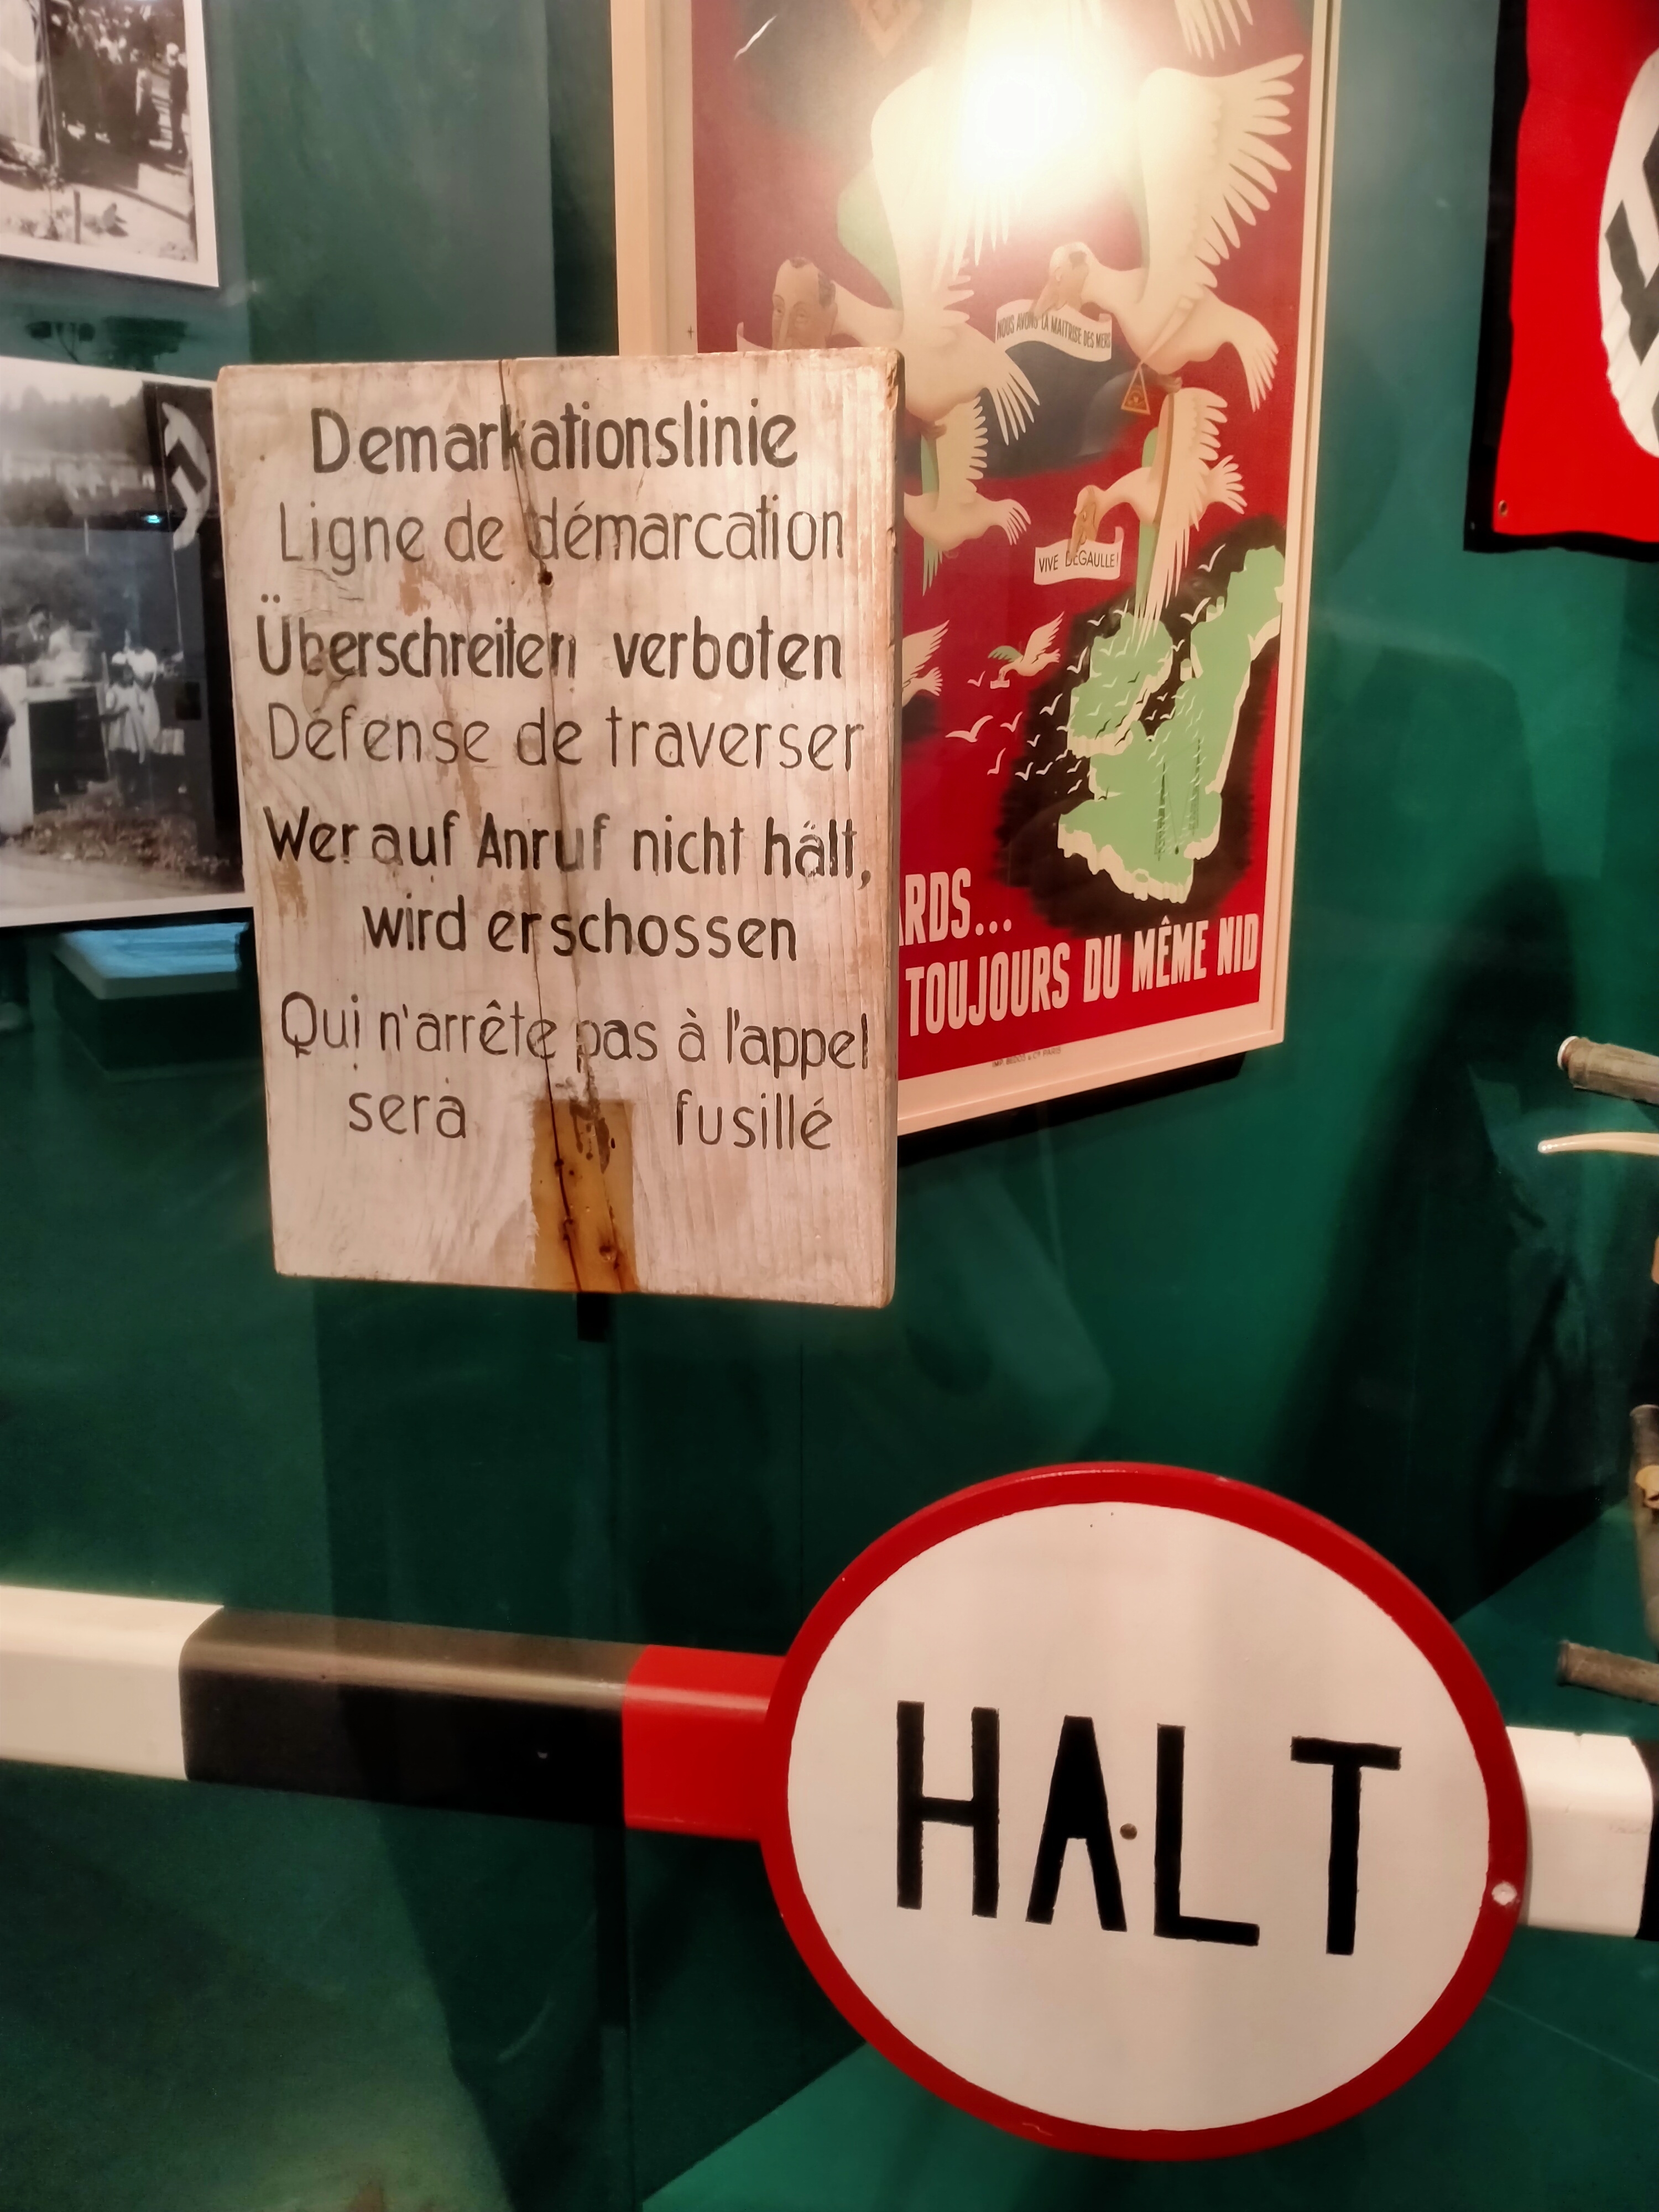 Demarkationslinie
Ligne de démarcation
Überschreiten verboten
Défense de traverser
Wer auf Anruf nicht hält,
wird erschossen
Qui n'arrête pas à l'appel
sera fusillé
NOUS AVONS LA MAITRISE DES MERS
VIVE DEGAULLE!
ARDS...
TOUJOURS DU MÊME NID
HALT